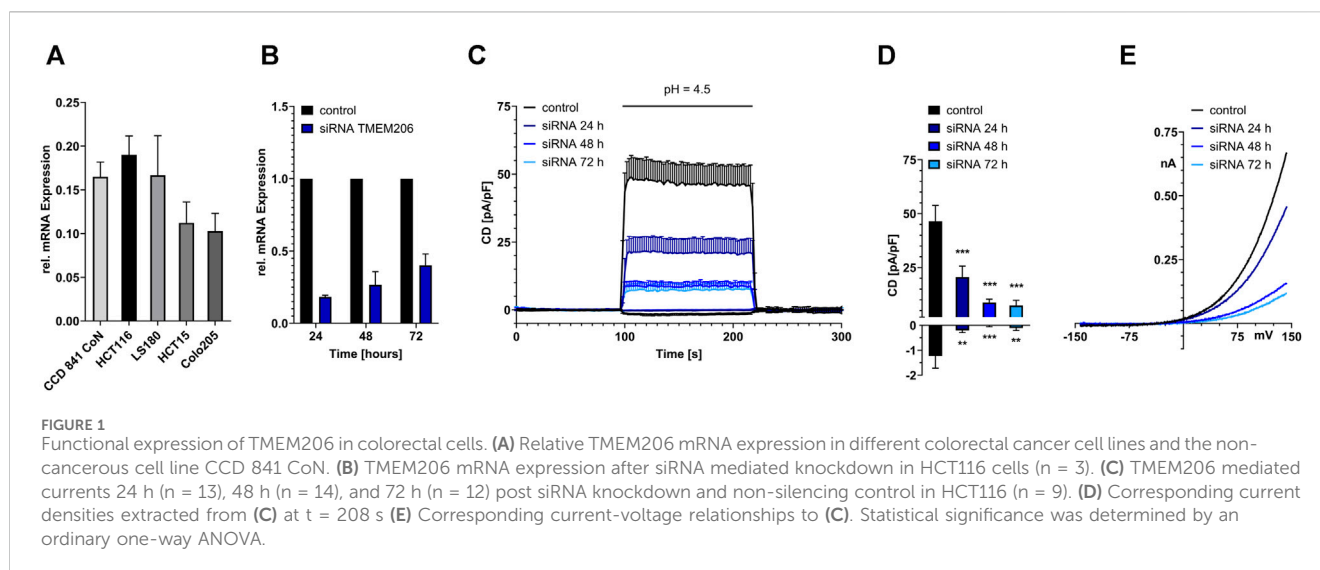 A
rel. mRNA Expression
0.25
0.20
0.15
0.10
0.05
0.00
CCD 841 CoN
HCT116
LS180
HCT15
Colo205
B
control
siRNA TMEM206
rel. mRNA Expression
1.5
1.0
0.5
0.0
24 48 72
Time [hours]
C
pH = 4.5
control
siRNA 24 h
siRNA 48 h
siRNA 72 h
CD [pA/pF]
75
50
25
0
0 100 200 300
Time [s]
D
control
siRNA 24 h
siRNA 48 h
siRNA 72 h
CD [pA/pF]
75
50
25
0
-1
-2
*** *** ***
** *** **
E
control
siRNA 24 h
siRNA 48 h
siRNA 72 h
0.75
nA
0.50
0.25
-150 -75 75 150
mV
FIGURE 1
Functional expression of TMEM206 in colorectal cells. (A) Relative TMEM206 mRNA expression in different colorectal cancer cell lines and the non-
cancerous cell line CCD 841 CoN. (B) TMEM206 mRNA expression after siRNA mediated knockdown in HCT116 cells (n = 3). (C) TMEM206 mediated
currents 24 h (n = 13), 48 h (n = 14), and 72 h (n = 12) post siRNA knockdown and non-silencing control in HCT116 (n = 9). (D) Corresponding current
densities extracted from (C) at t = 208 s (E) Corresponding current-voltage relationships to (C). Statistical significance was determined by an
ordinary one-way ANOVA.